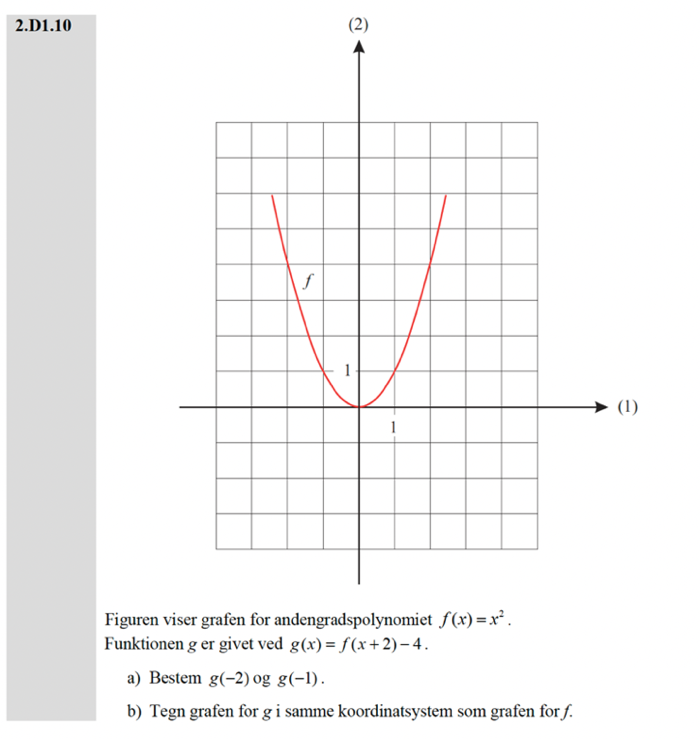 2.D1.10
(2)
f
1
(1)
1
Figuren viser grafen for andengradspolynomiet f(x) = x².
Funktionen g er givet ved g(x) = f(x+2) − 4.
a) Bestem g(−2) og g(−1).
b) Tegn grafen for g i samme koordinatsystem som grafen for f.